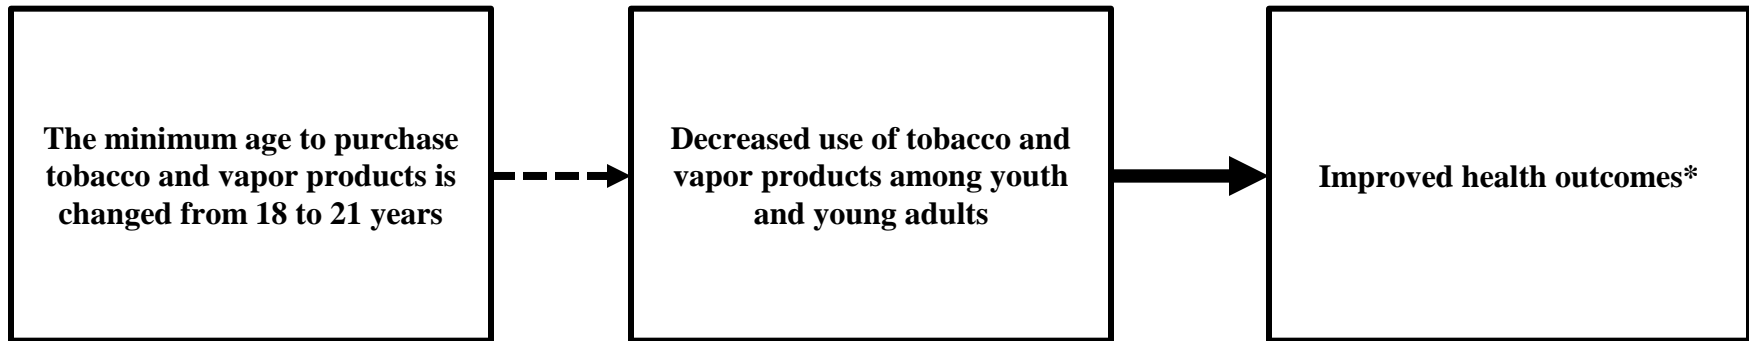 The minimum age to purchase
tobacco and vapor products is
changed from 18 to 21 years
Decreased use of tobacco and
vapor products among youth
and young adults
Improved health outcomes*